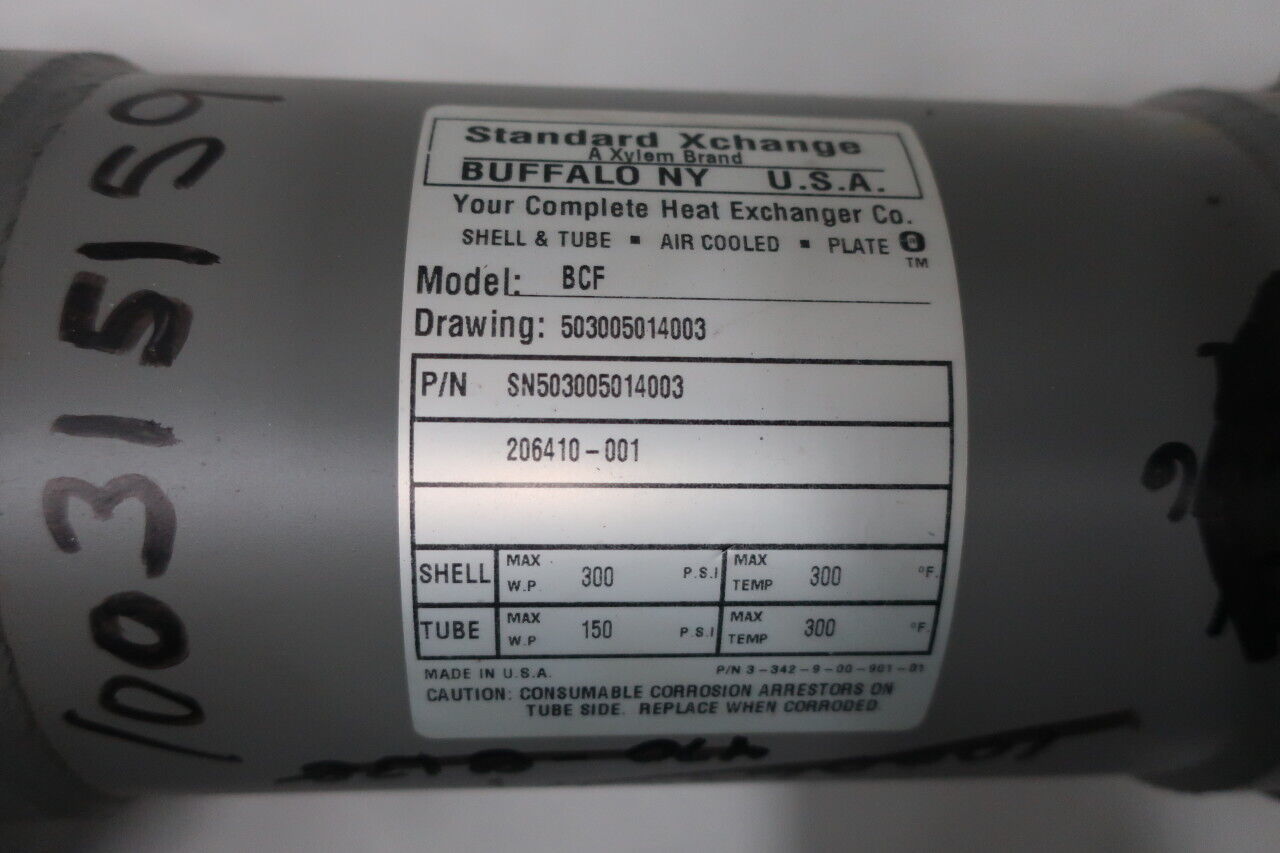 Standard Xchange
A Xylem Brand
BUFFALO NY U.S.A.
Your Complete Heat Exchanger Co.
SHELL & TUBE ▪ AIR COOLED ▪ PLATE
TM
Model: BCF
Drawing: 503005014003
P/N SN503005014003
206410-001
SHELL MAX W.P. 300 P.S.I MAX TEMP 300 °F.
TUBE MAX W.P 150 P.S.I MAX TEMP 300 °F.
MADE IN U.S.A. P/N 3-342-9-00-961-01
CAUTION: CONSUMABLE CORROSION ARRESTORS ON
TUBE SIDE. REPLACE WHEN CORRODED.
100315159